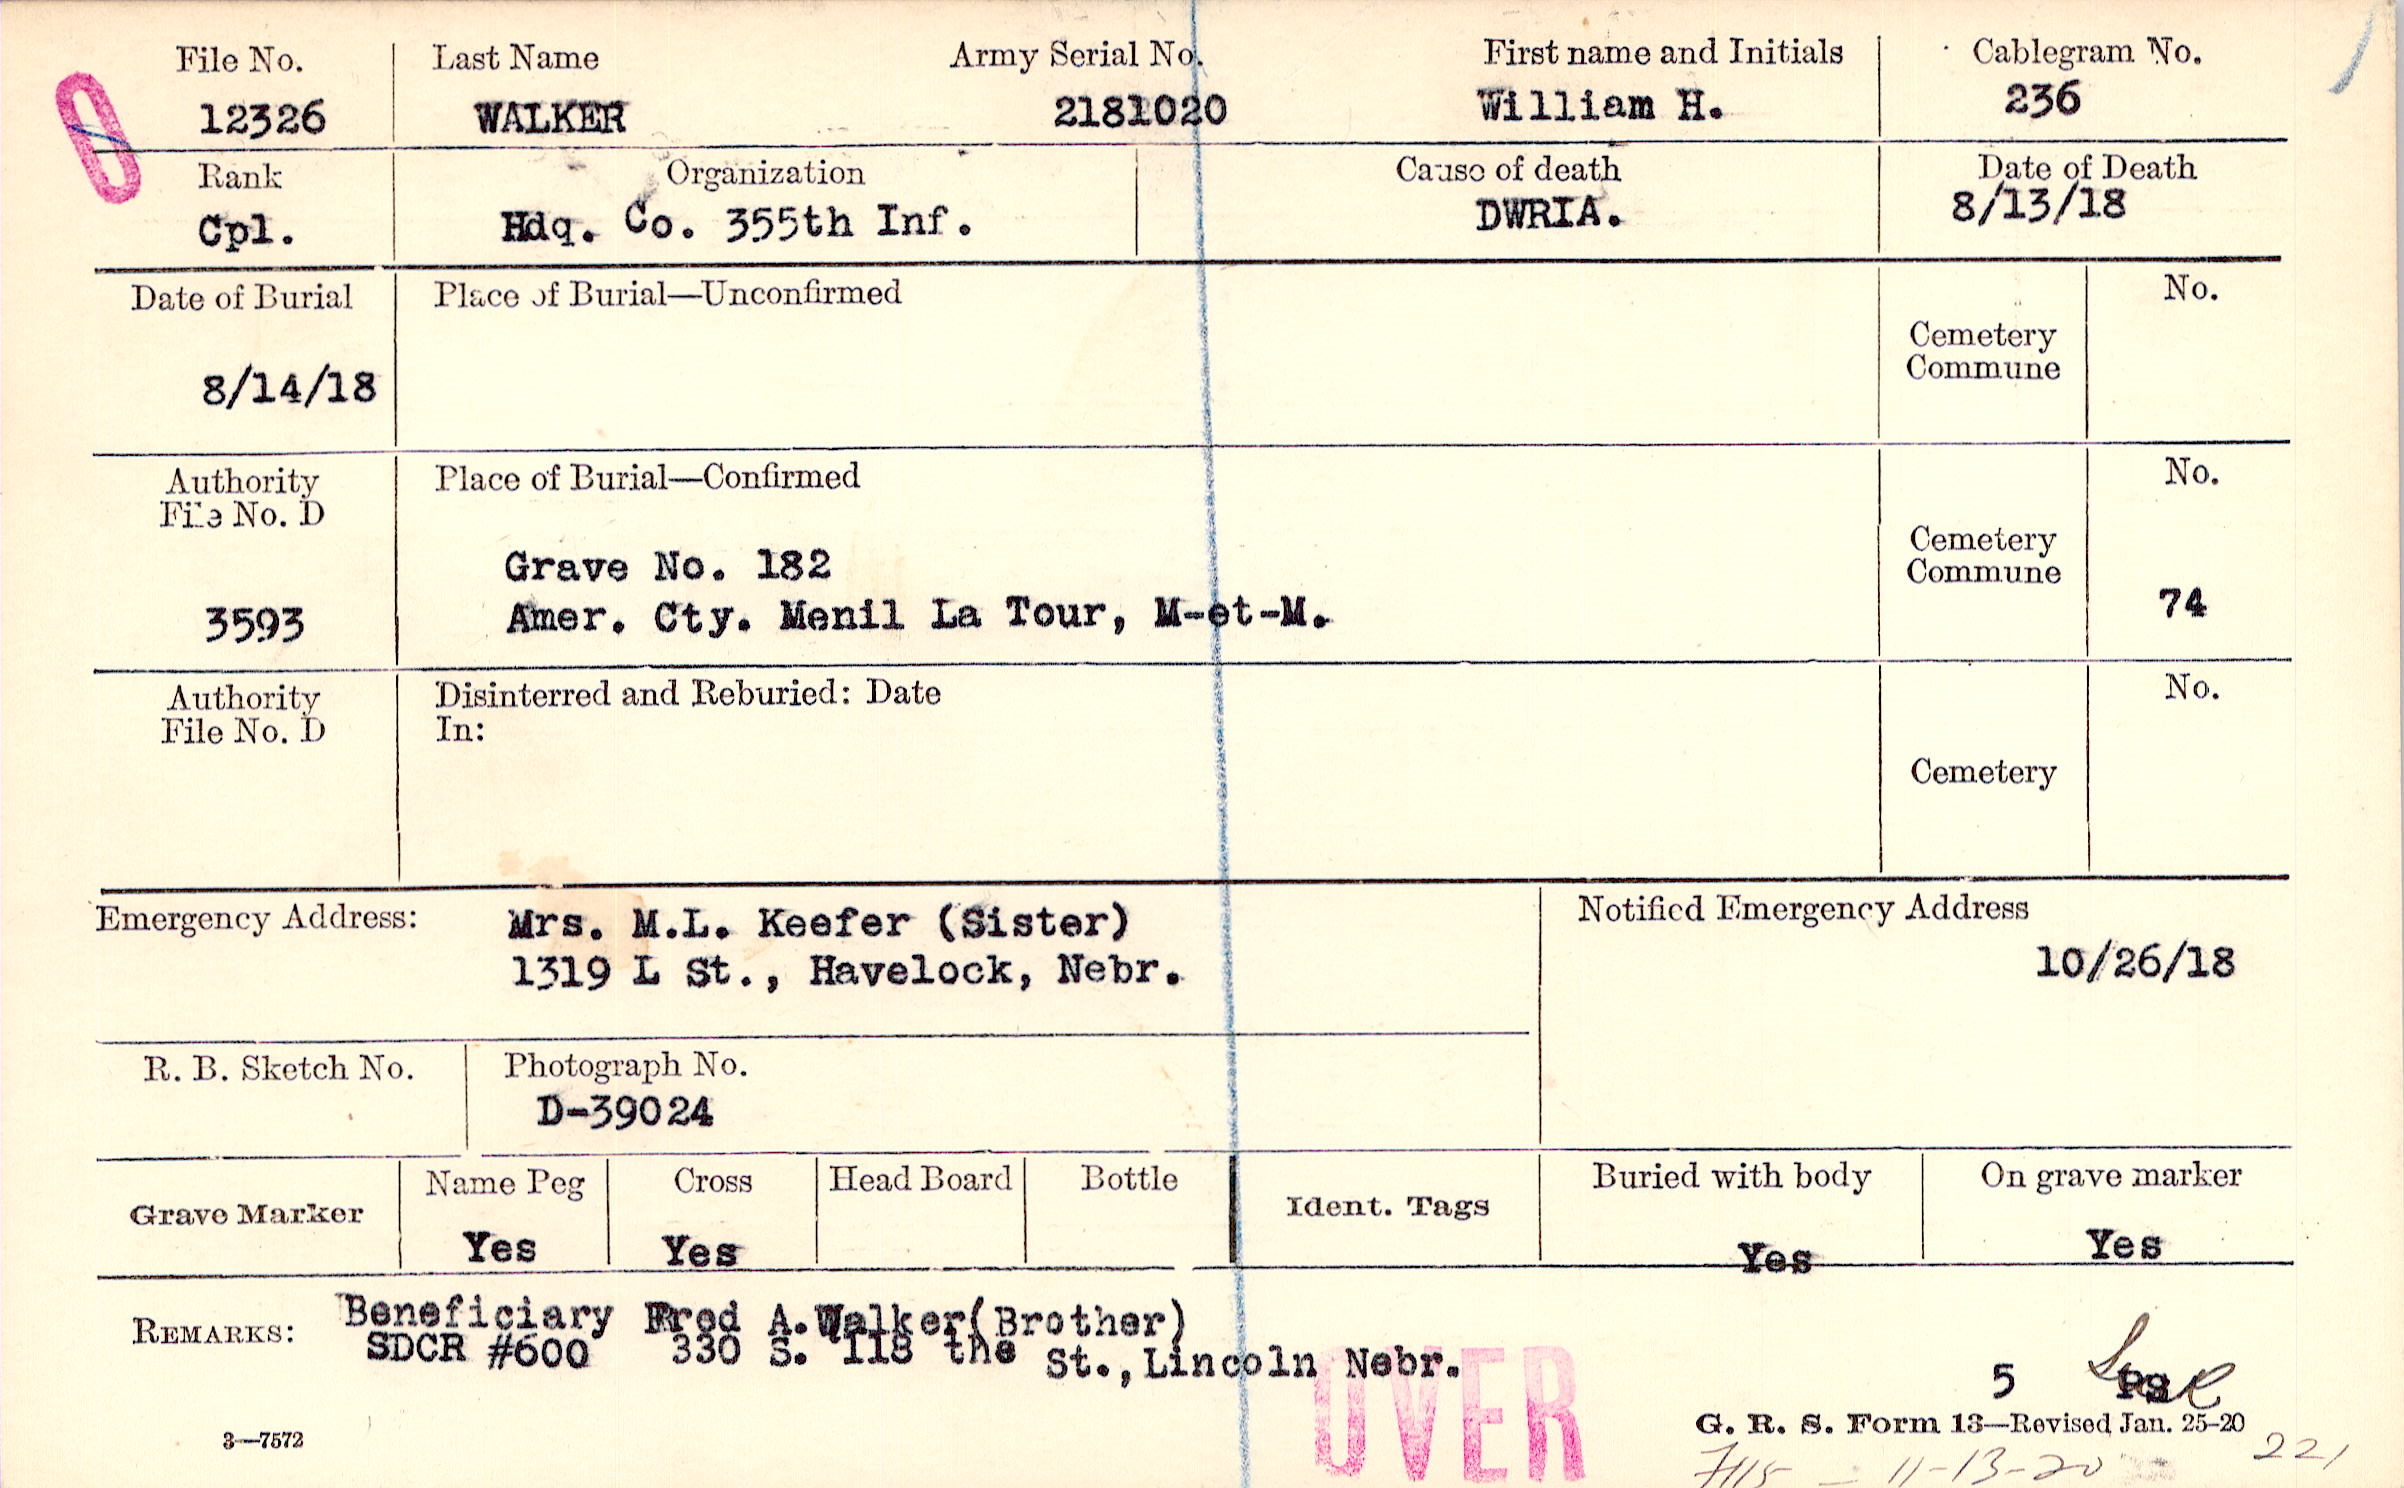 File No. Last Name Army Serial No. First name and Initials Cablegram No.
12326 WALKER 2181020 William H. 236
Rank Organization Cause of death Date of Death
Cpl. Hdq. Co. 355th Inf. DWRIA. 8/13/18
Date of Burial Place of Burial—Unconfirmed No.
Cemetery
Commune
8/14/18
Authority Place of Burial—Confirmed No.
File No. D
Cemetery
Commune
Grave No. 182
3593 Amer. Cty. Menil La Tour, M-et-M. 74
Authority Disinterred and Reburied: Date No.
File No. D In:
Cemetery
Emergency Address: Mrs. M.L. Keefer (Sister) Notified Emergency Address
1319 L St., Havelock, Nebr. 10/26/18
R. B. Sketch No. Photograph No.
D-39024
Grave Marker Name Peg Cross Head Board Bottle Ident. Tags Buried with body On grave marker
Yes Yes Yes Yes
REMARKS: Beneficiary Fred A.Walker(Brother)
SDCR #600 330 S. 118 the St.,Lincoln Nebr.
5
OVER
G. R. S. Form 13—Revised Jan. 25-20
3—7572
7115 — 11-13-20 221